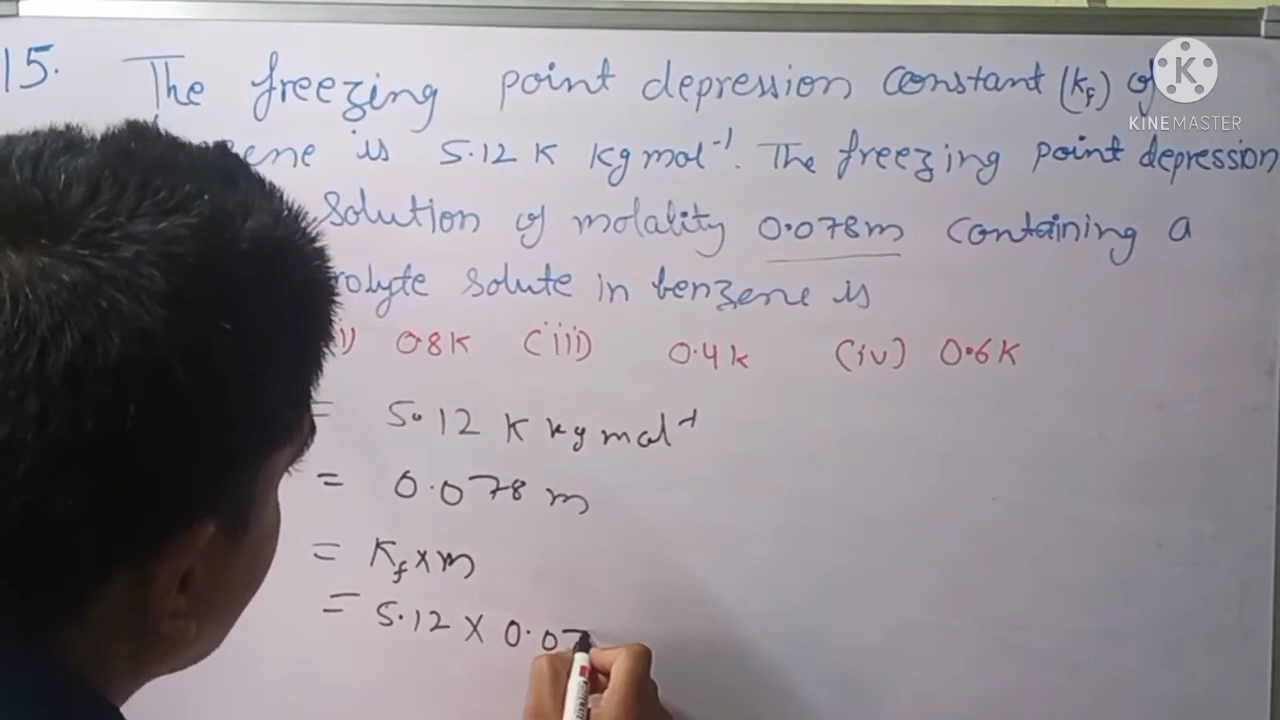 15. The freezing point depression constant (Kf) of
is 5.12 K Kg mol-1. The freezing point depression
solution of molality 0.078m containing a
solute in benzene is
0.8K (iii) 0.4k (iv) 0.6K
= 5.12 K kg mol-1
= 0.078 m
= Kf x m
= 5.12 x 0.07
KINEMASTER